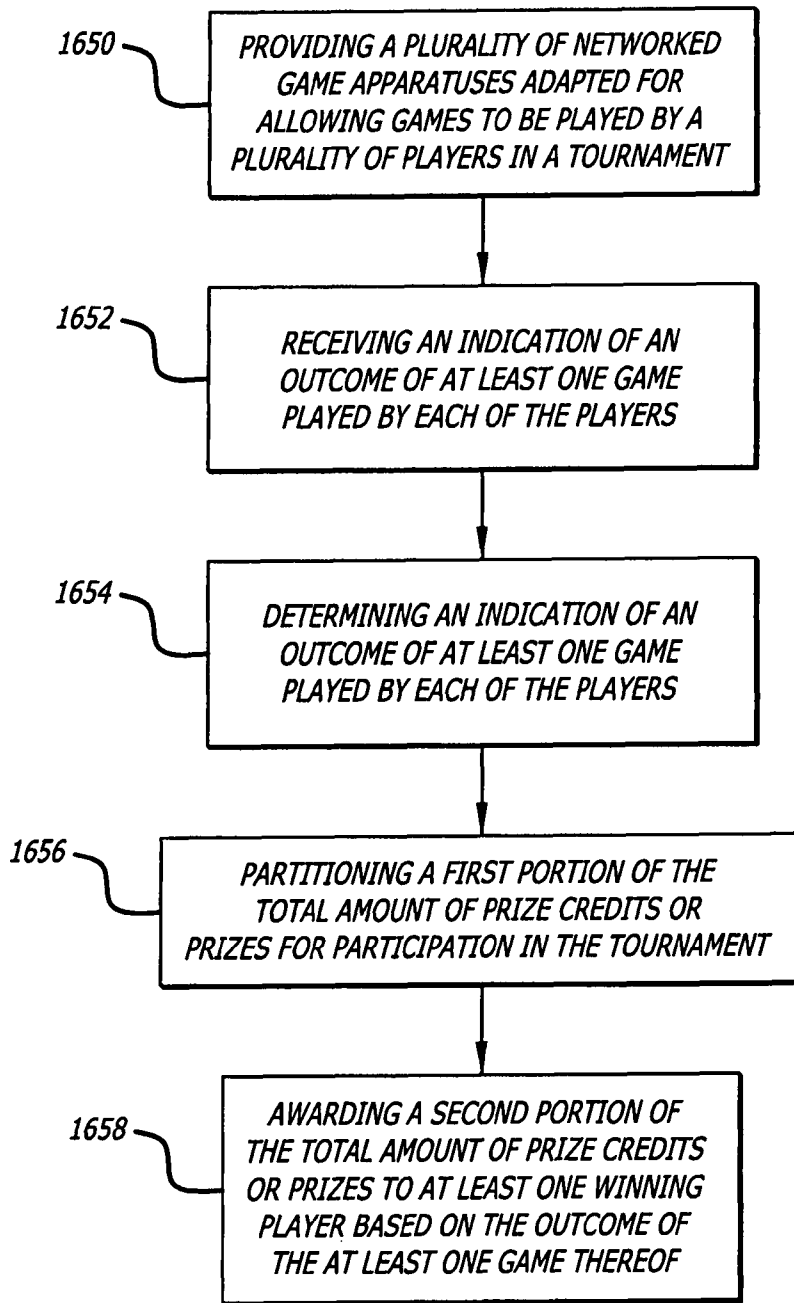 1650
PROVIDING A PLURALITY OF NETWORKED
GAME APPARATUSES ADAPTED FOR
ALLOWING GAMES TO BE PLAYED BY A
PLURALITY OF PLAYERS IN A TOURNAMENT
1652
RECEIVING AN INDICATION OF AN
OUTCOME OF AT LEAST ONE GAME
PLAYED BY EACH OF THE PLAYERS
1654
DETERMINING AN INDICATION OF AN
OUTCOME OF AT LEAST ONE GAME
PLAYED BY EACH OF THE PLAYERS
1656
PARTITIONING A FIRST PORTION OF THE
TOTAL AMOUNT OF PRIZE CREDITS OR
PRIZES FOR PARTICIPATION IN THE TOURNAMENT
1658
AWARDING A SECOND PORTION OF
THE TOTAL AMOUNT OF PRIZE CREDITS
OR PRIZES TO AT LEAST ONE WINNING
PLAYER BASED ON THE OUTCOME OF
THE AT LEAST ONE GAME THEREOF